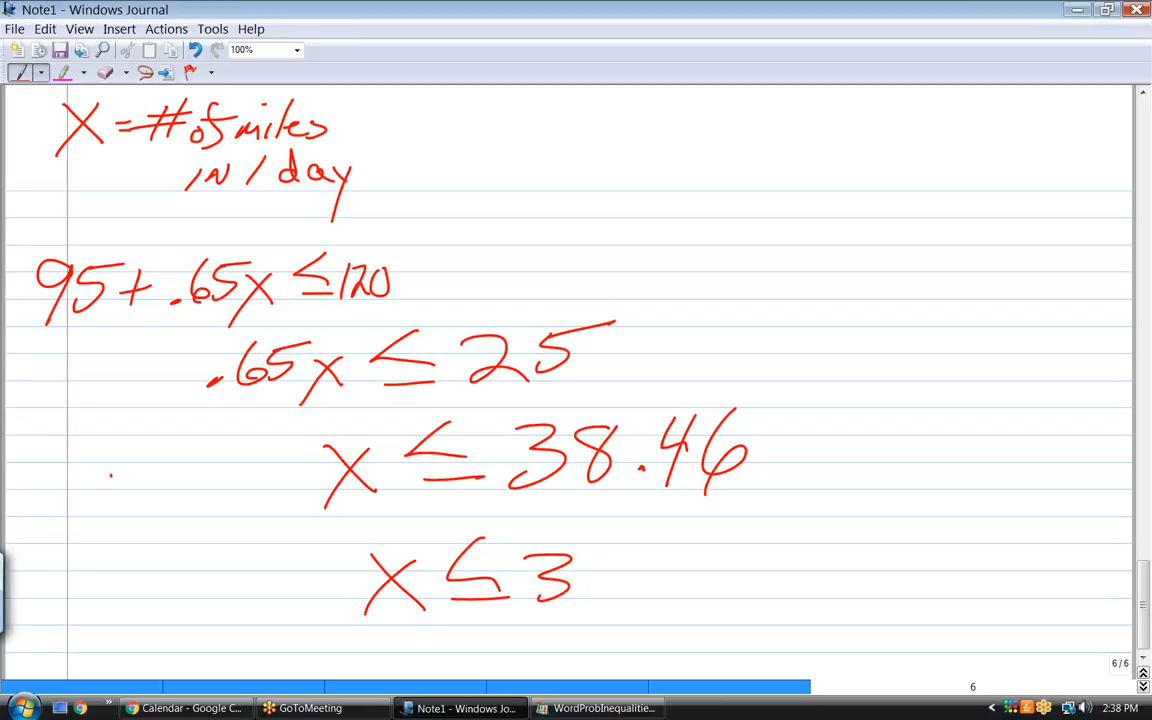 Note1 - Windows Journal
File Edit View Insert Actions Tools Help
100%
X = # of miles
in 1 day
95 + .65x ≤ 120
.65x ≤ 25
x ≤ 38.46
x ≤ 3
6/6
6
Calendar - Google C...
GoToMeeting
Note1 - Windows Jo...
WordProbInequalitie...
2:38 PM